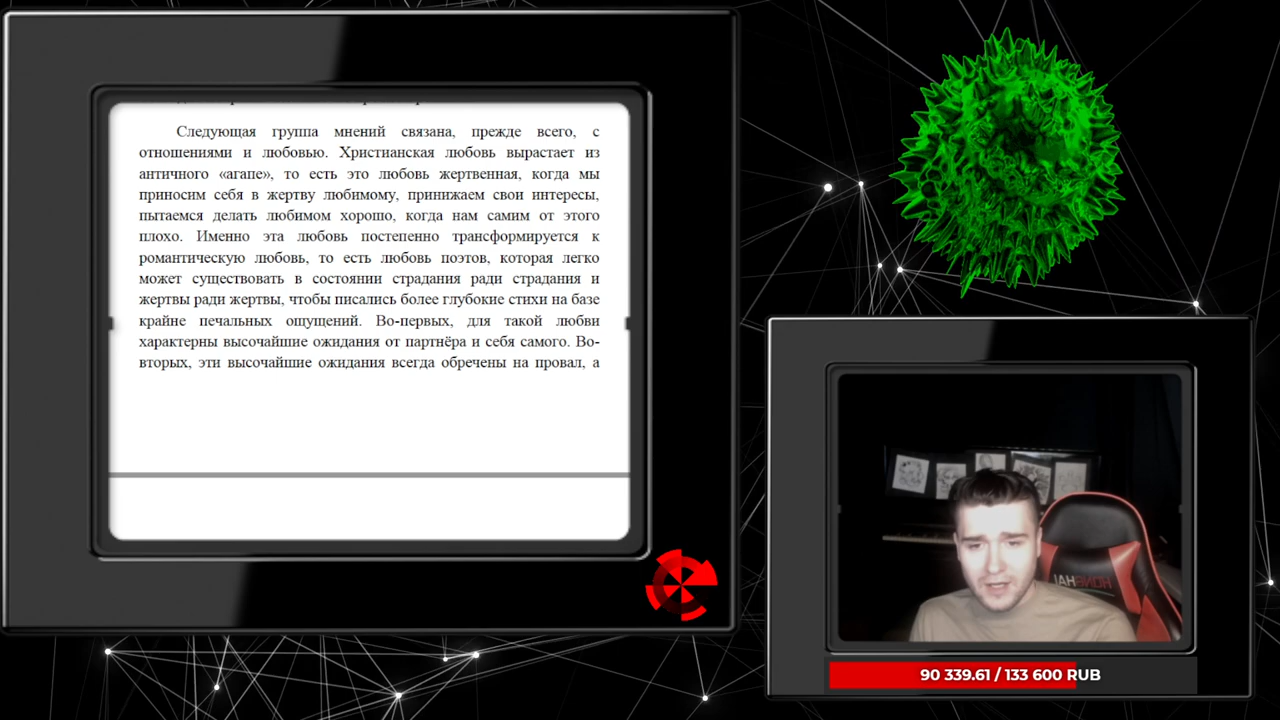 Следующая группа мнений связана, прежде всего, с
отношениями и любовью. Христианская любовь вырастает из
античного «агапе», то есть это любовь жертвенная, когда мы
приносим себя в жертву любимому, принижаем свои интересы,
пытаемся делать любимом хорошо, когда нам самим от этого
плохо. Именно эта любовь постепенно трансформируется к
романтическую любовь, то есть любовь поэтов, которая легко
может существовать в состоянии страдания ради страдания и
жертвы ради жертвы, чтобы писались более глубокие стихи на базе
крайне печальных ощущений. Во-первых, для такой любви
характерны высочайшие ожидания от партнёра и себя самого. Во-
вторых, эти высочайшие ожидания всегда обречены на провал, а
90 339.61 / 133 600 RUB